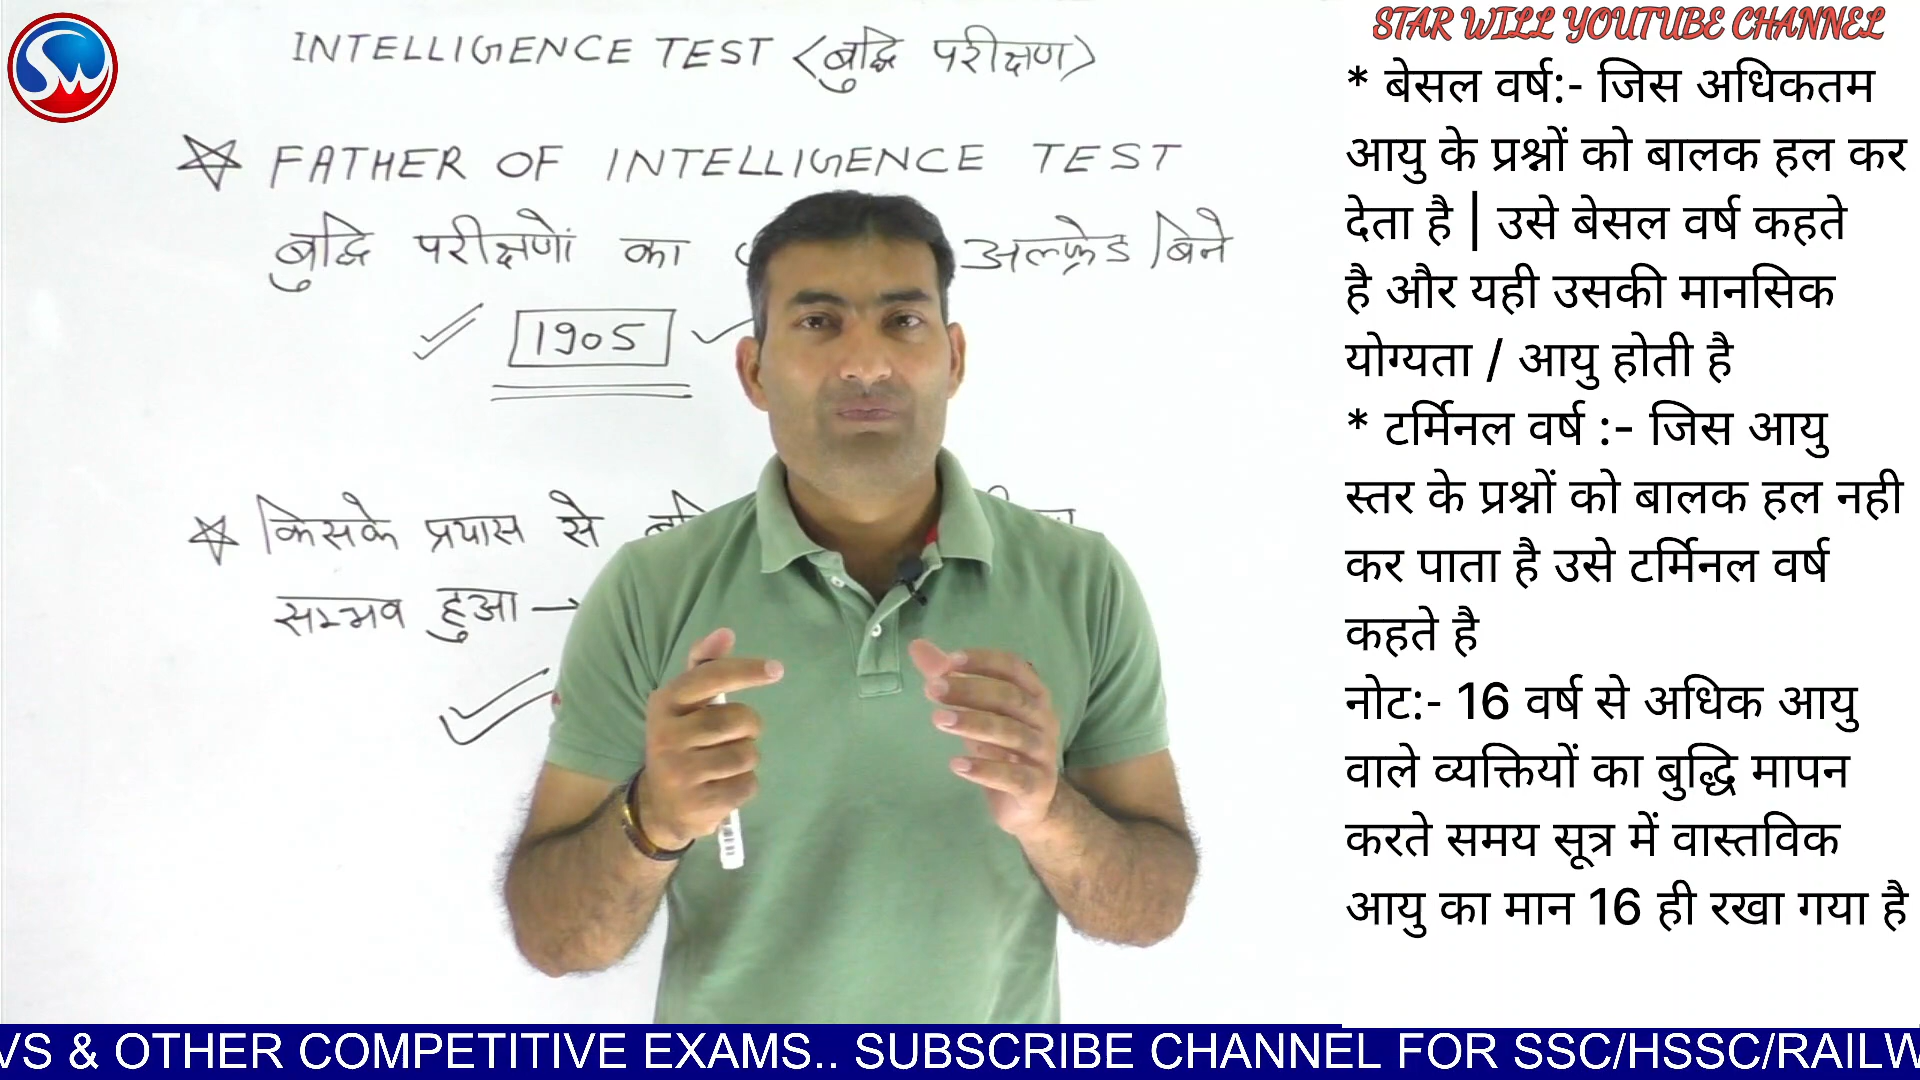 SW
INTELLIGENCE TEST (बुद्धि परीक्षण)
FATHER OF INTELLIGENCE TEST
बुद्धि परीक्षणों का अल्फ्रेड बिने
1905
किसके प्रयास से
सम्भव हुआ →
STAR WILL YOUTUBE CHANNEL
* बेसल वर्ष:- जिस अधिकतम
आयु के प्रश्नों को बालक हल कर
देता है | उसे बेसल वर्ष कहते
है और यही उसकी मानसिक
योग्यता / आयु होती है
* टर्मिनल वर्ष :- जिस आयु
स्तर के प्रश्नों को बालक हल नही
कर पाता है उसे टर्मिनल वर्ष
कहते है
नोट:- 16 वर्ष से अधिक आयु
वाले व्यक्तियों का बुद्धि मापन
करते समय सूत्र में वास्तविक
आयु का मान 16 ही रखा गया है
VS & OTHER COMPETITIVE EXAMS.. SUBSCRIBE CHANNEL FOR SSC/HSSC/RAILW